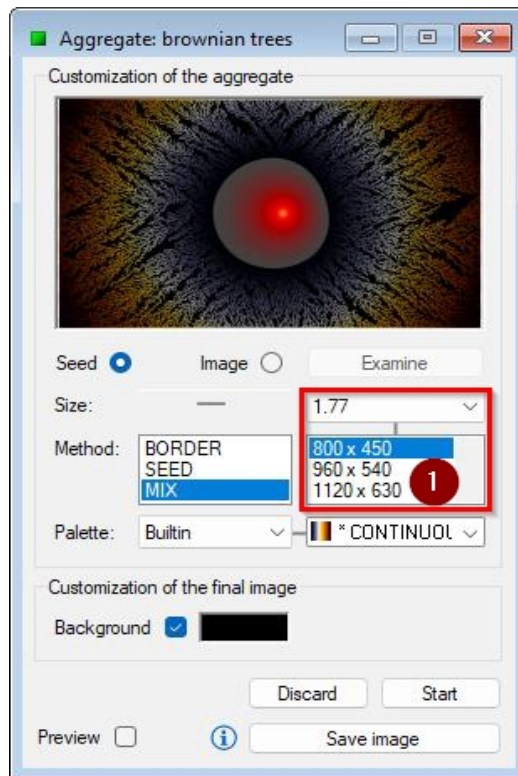 Aggregate: brownian trees
Customization of the aggregate
Seed Image Examine
Size: 1.77
Method: BORDER 800 x 450
SEED 960 x 540
MIX 1120 x 630 1
Palette: Builtin * CONTINUOU
Customization of the final image
Background
Discard Start
Preview Save image